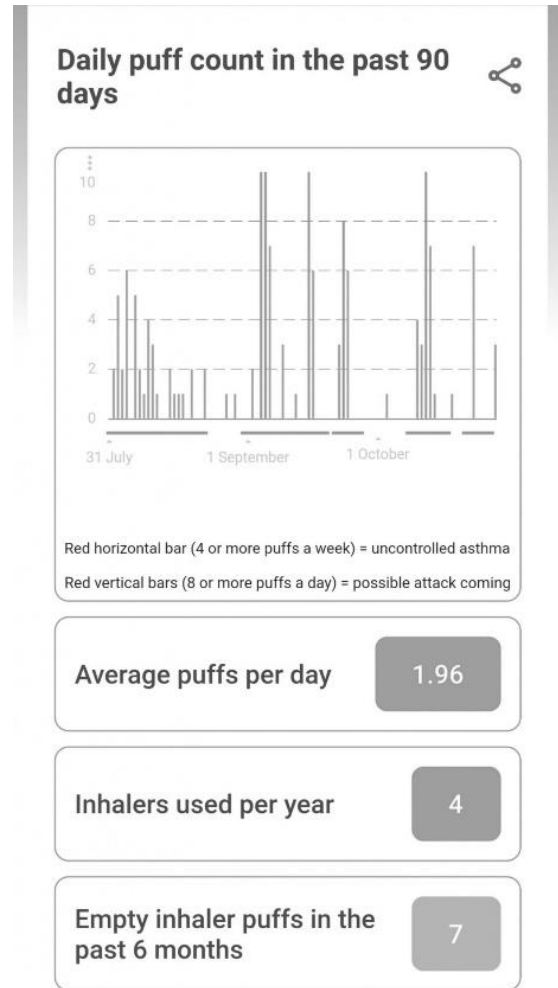 Daily puff count in the past 90
days
10
8
6
4
2
0
31 July
1 September
1 October
Red horizontal bar (4 or more puffs a week) = uncontrolled asthma
Red vertical bars (8 or more puffs a day) = possible attack coming
Average puffs per day
1.96
Inhalers used per year
4
Empty inhaler puffs in the
past 6 months
7